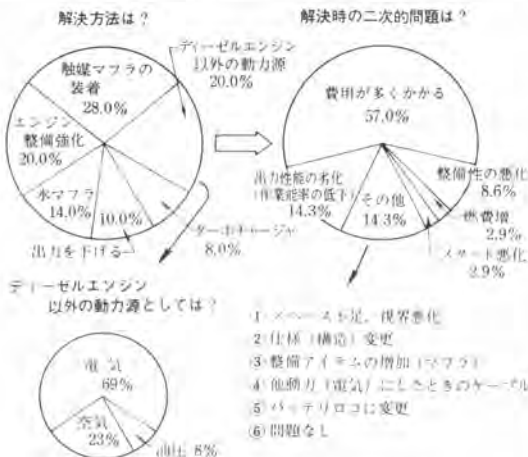 解決方法は？
触媒マフラの
装着
28.0%
ディーゼルエンジン
以外の動力源
20.0%
エンジン
整備強化
20.0%
水マフラ
14.0%
10.0%
出力を下げる
ターボチャージャ
8.0%
解決時の二次的問題は？
費用が多くかかる
57.0%
出力性能の劣化
(作業能率の低下)
14.3%
その他
14.3%
整備性の悪化
8.6%
燃費増
2.9%
スタート悪化
2.9%
ディーゼルエンジン
以外の動力源としては？
電気
69%
空気
23%
油圧 8%
① スペース不足、視界悪化
② 仕様(構造)変更
③ 整備アイテムの増加(マフラ)
④ 他動力(電気)にしたときのケーブル
⑤ バッテリロコに変更
⑥ 問題なし